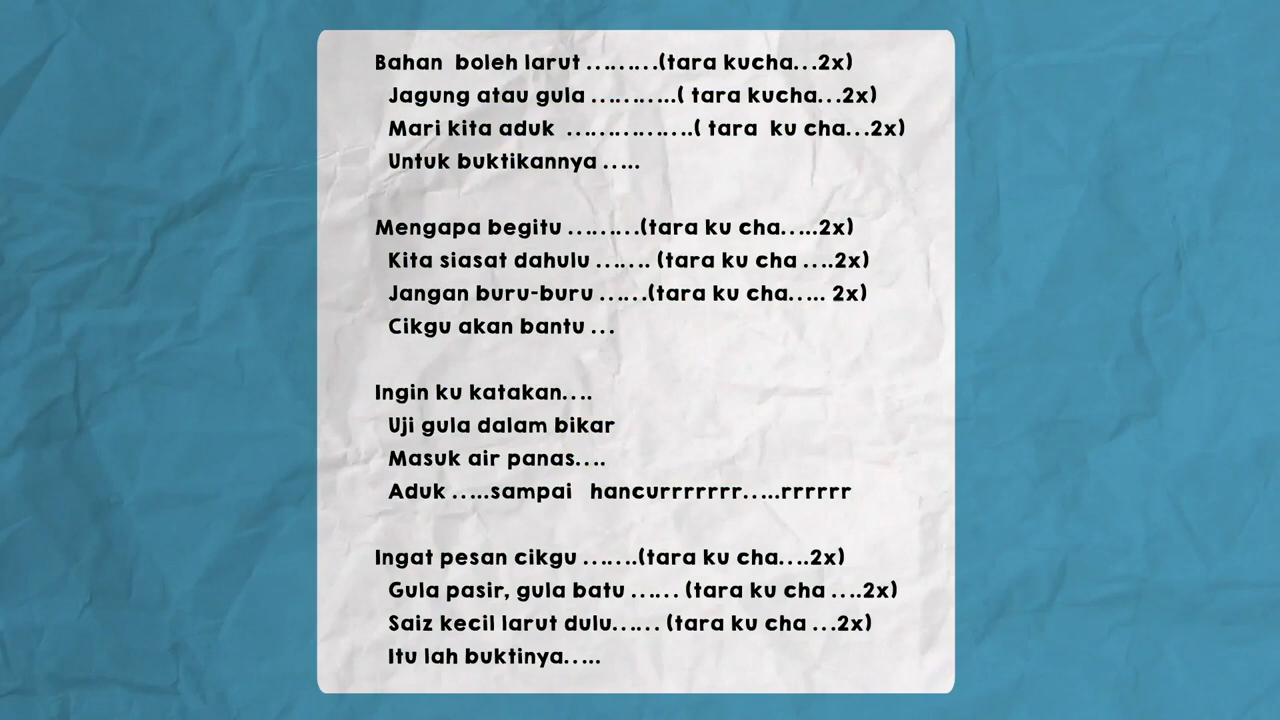 Bahan boleh larut .........(tara kucha...2x)
Jagung atau gula ...........( tara kucha...2x)
Mari kita aduk ................( tara ku cha...2x)
Untuk buktikannya .....
Mengapa begitu .........(tara ku cha.....2x)
Kita siasat dahulu ....... (tara ku cha ....2x)
Jangan buru-buru ......(tara ku cha..... 2x)
Cikgu akan bantu ...
Ingin ku katakan....
Uji gula dalam bikar
Masuk air panas....
Aduk .....sampai hancurrrrrrr.....rrrrrr
Ingat pesan cikgu .......(tara ku cha....2x)
Gula pasir, gula batu ...... (tara ku cha ....2x)
Saiz kecil larut dulu...... (tara ku cha ...2x)
Itu lah buktinya.....